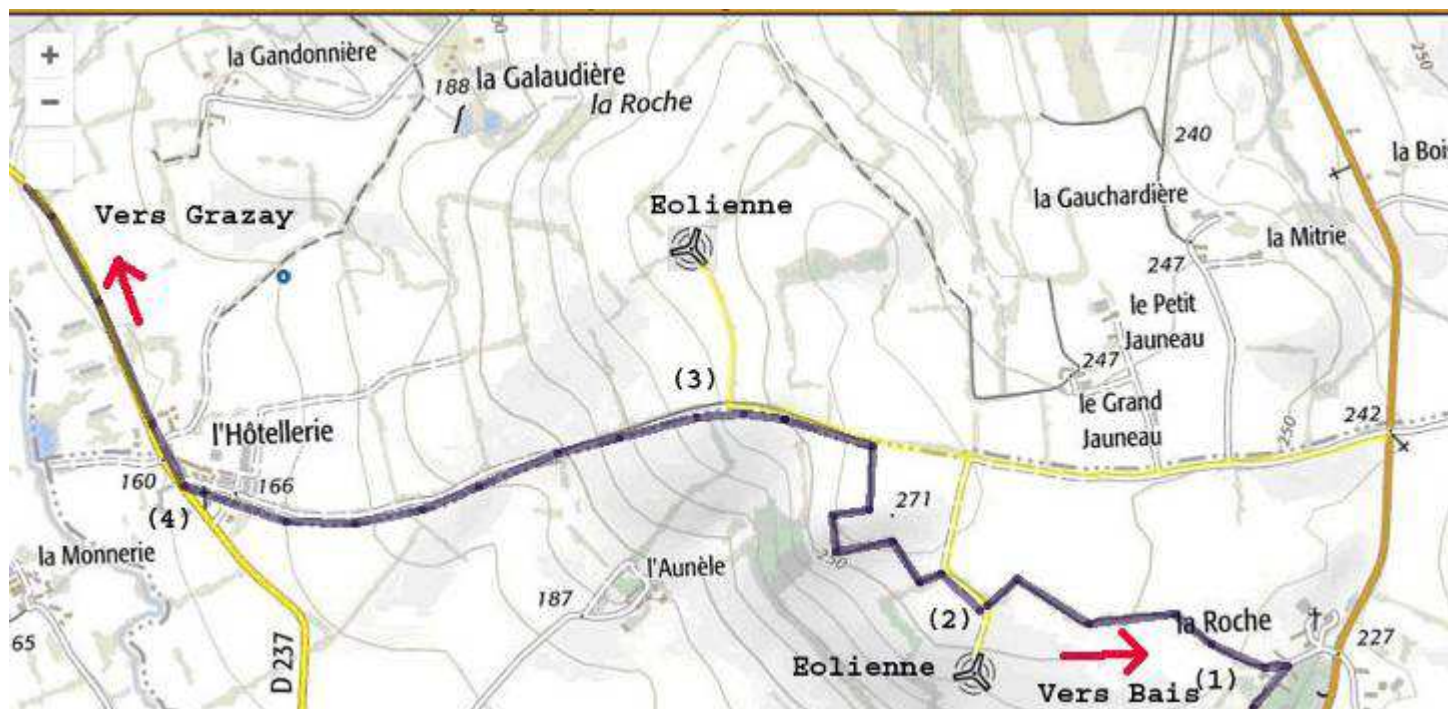 +
−
la Gandonnière
188 la Galaudière
la Roche
250
240
la Gauchardière
Vers Grazay
Eolienne
247
la Mitrie
le Petit
Jauneau
247
le Grand
Jauneau
(3)
242
250
l'Hôtellerie
160
166
(4)
271
la Monnerie
l'Aunèle
187
(2)
la Roche
227
65
D 237
Eolienne
Vers Bais
(1)